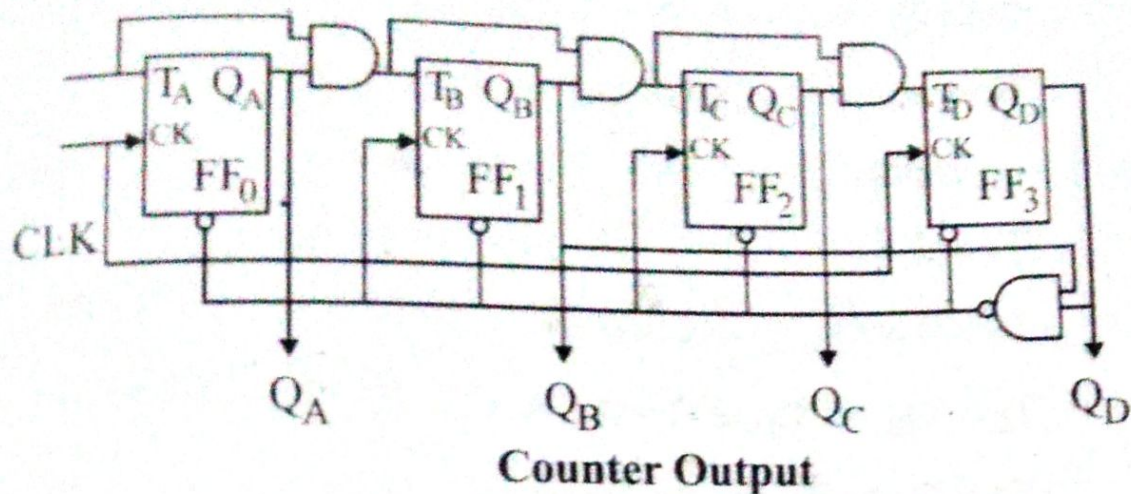 T_A Q_A T_B Q_B T_C Q_C T_D Q_D
CK CK CK CK
FF_0 FF_1 FF_2 FF_3
CLK
Q_A Q_B Q_C Q_D
Counter Output